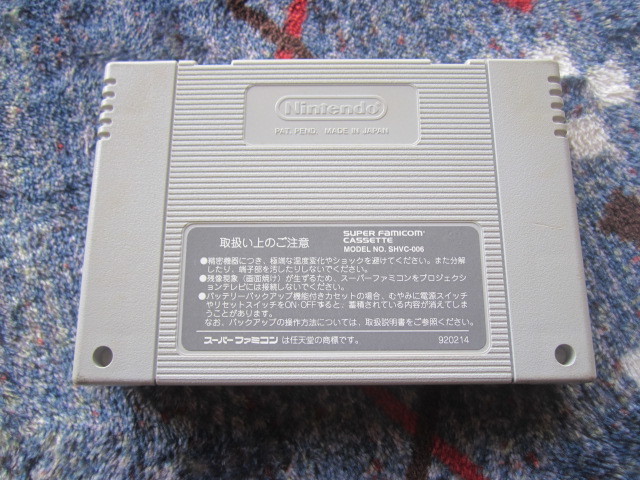 Nintendo
PAT. PEND. MADE IN JAPAN
取扱い上のご注意
SUPER FAMICOM
CASSETTE
MODEL NO. SHVC-006
●精密機器につき、極端な温度変化やショックを避けてください。また分解
したり、端子部を汚したりしないでください。
●残像現象(画面焼け)が生ずるため、スーパーファミコンをプロジェクシ
ョンテレビには接続しないでください。
●バッテリーバックアップ機能付きカセットの場合、むやみに電源スイッチ
やリセットスイッチをON・OFFすると、蓄積されている内容が消えてしま
うことがあります。
なお、バックアップの操作方法については、取扱説明書をご参照ください。
スーパーファミコン は任天堂の商標です。
920214